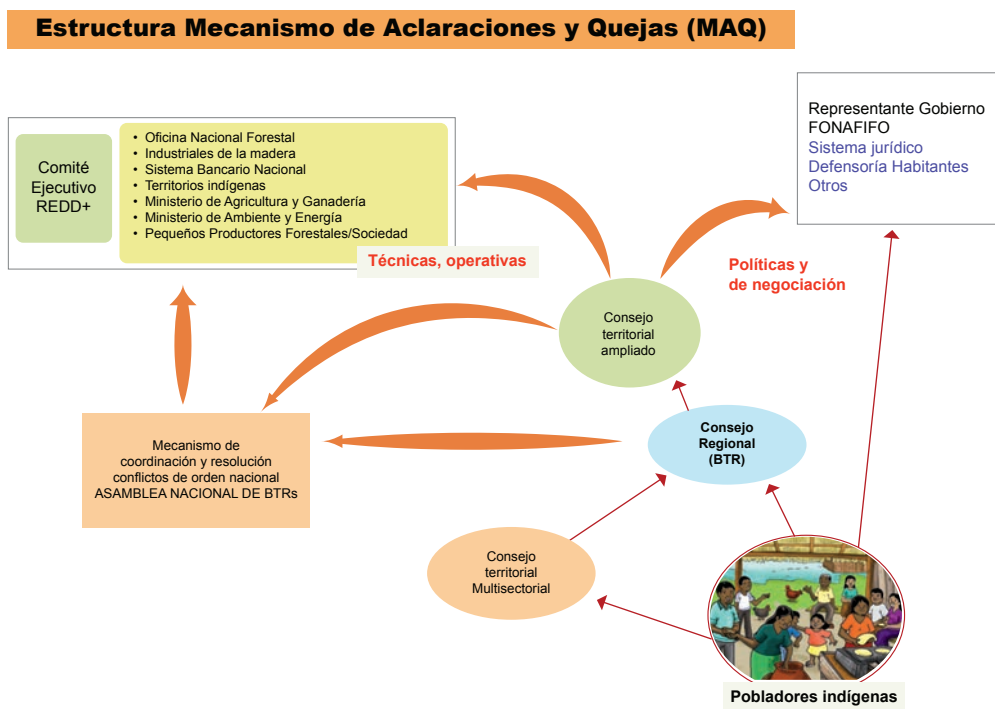 Estructura Mecanismo de Aclaraciones y Quejas (MAQ)
Comité
Ejecutivo
REDD+
• Oficina Nacional Forestal
• Industriales de la madera
• Sistema Bancario Nacional
• Territorios indígenas
• Ministerio de Agricultura y Ganadería
• Ministerio de Ambiente y Energía
• Pequeños Productores Forestales/Sociedad
Técnicas, operativas
Representante Gobierno
FONAFIFO
Sistema jurídico
Defensoría Habitantes
Otros
Políticas y
de negociación
Consejo
territorial
ampliado
Mecanismo de
coordinación y resolución
conflictos de orden nacional
ASAMBLEA NACIONAL DE BTRs
Consejo
Regional
(BTR)
Consejo
territorial
Multisectorial
Pobladores indígenas